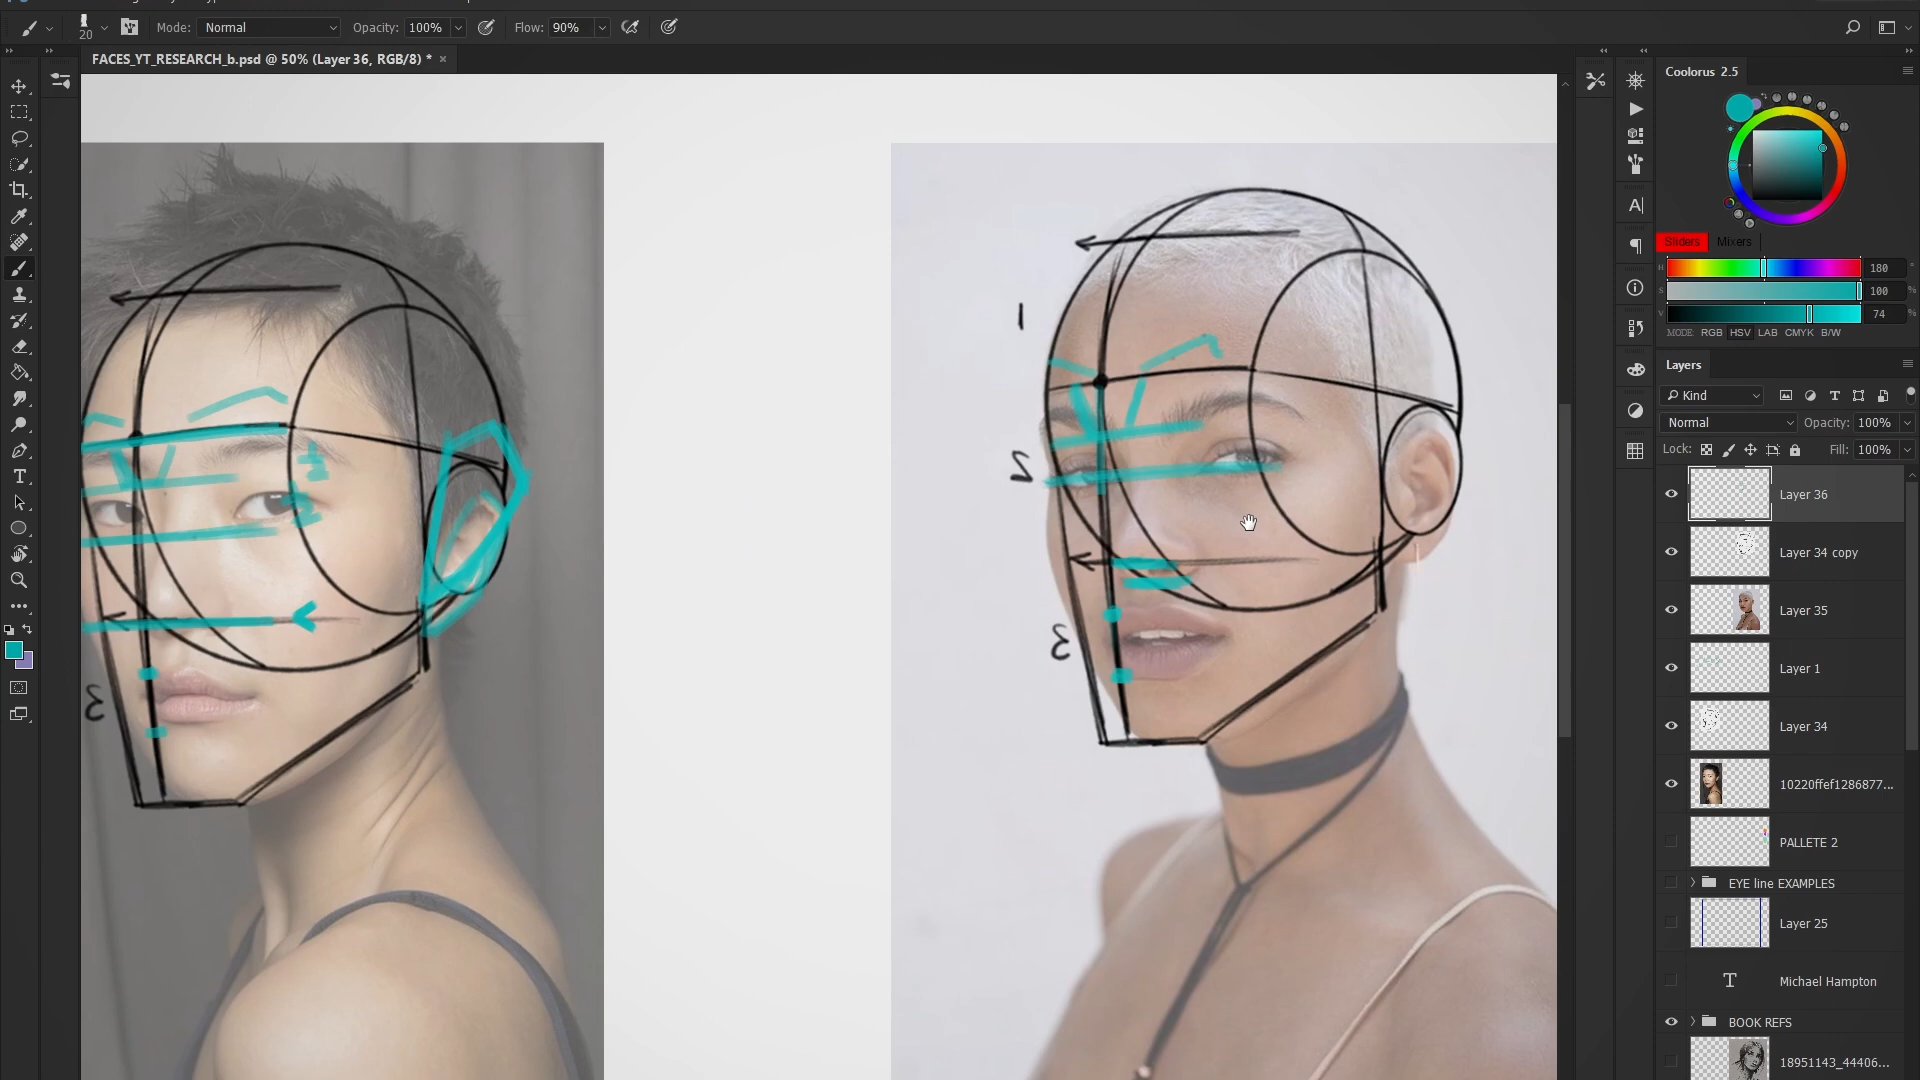 20
Mode:
Normal
Opacity:
100%
Flow:
90%
FACES_YT_RESEARCH_b.psd @ 50% (Layer 36, RGB/8) *
Coolorus 2.5
Sliders
Mixers
H
180
°
S
100
%
V
74
%
MODE
RGB
HSV
LAB
CMYK
B/W
Layers
Kind
Normal
Opacity:
100%
Lock:
Fill:
100%
Layer 36
Layer 34 copy
Layer 35
Layer 1
Layer 34
10220ffef1286877...
PALLETE 2
EYE line EXAMPLES
Layer 25
Michael Hampton
BOOK REFS
18951143_44406...
1
2
3
3